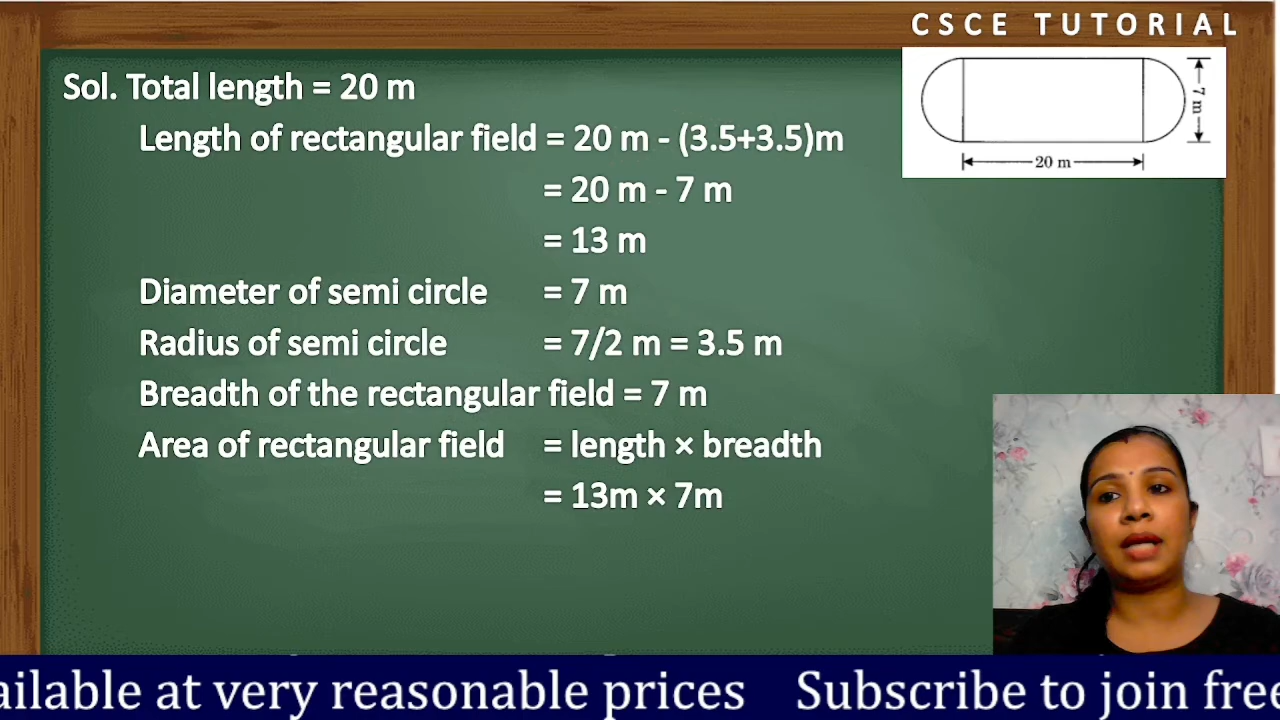 CSCE TUTORIAL
Sol. Total length = 20 m
Length of rectangular field = 20 m - (3.5+3.5)m
= 20 m - 7 m
= 13 m
Diameter of semi circle = 7 m
Radius of semi circle = 7/2 m = 3.5 m
Breadth of the rectangular field = 7 m
Area of rectangular field = length × breadth
= 13m × 7m
7 m
20 m
ailable at very reasonable prices Subscribe to join free